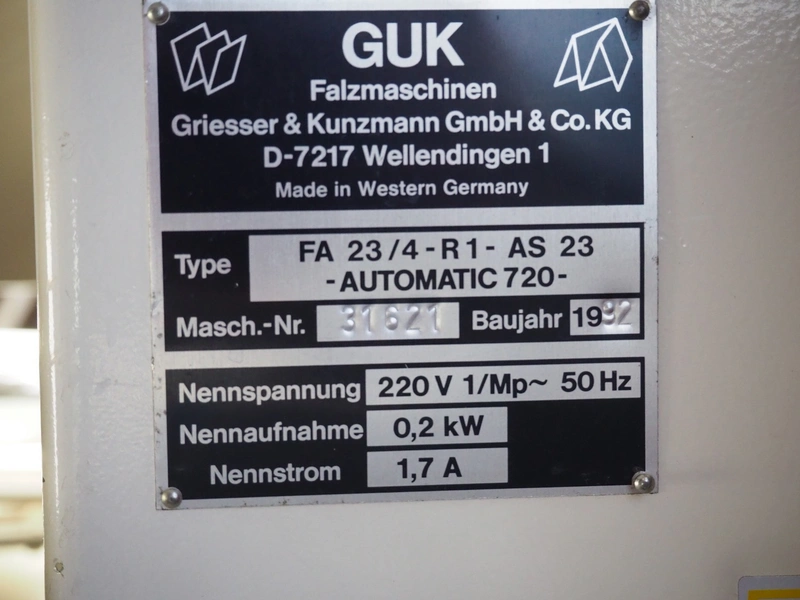 GUK
Falzmaschinen
Griesser & Kunzmann GmbH & Co. KG
D-7217 Wellendingen 1
Made in Western Germany
Type FA 23/4 - R 1 - AS 23
- AUTOMATIC 720 -
Masch.-Nr. 31621 Baujahr 1992
Nennspannung 220 V 1/Mp~ 50 Hz
Nennaufnahme 0,2 kW
Nennstrom 1,7 A